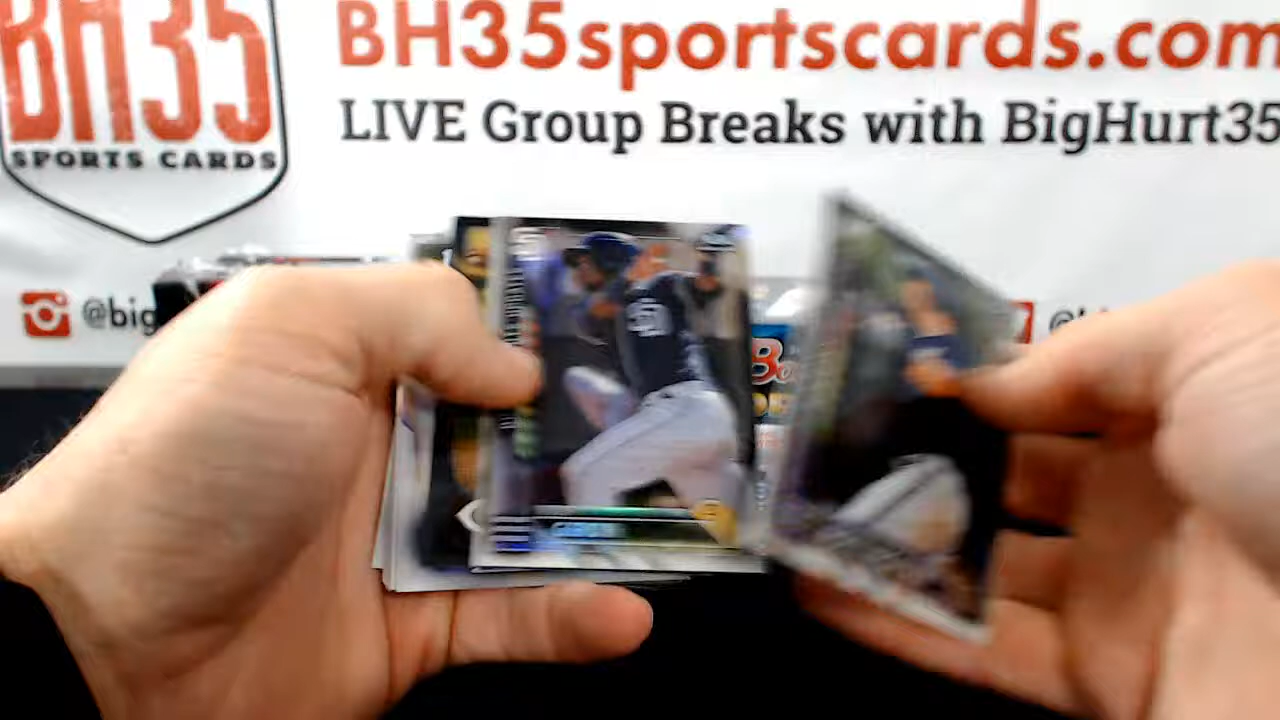 BH35
SPORTS CARDS
BH35sportscards.com
LIVE Group Breaks with BigHurt35
@big